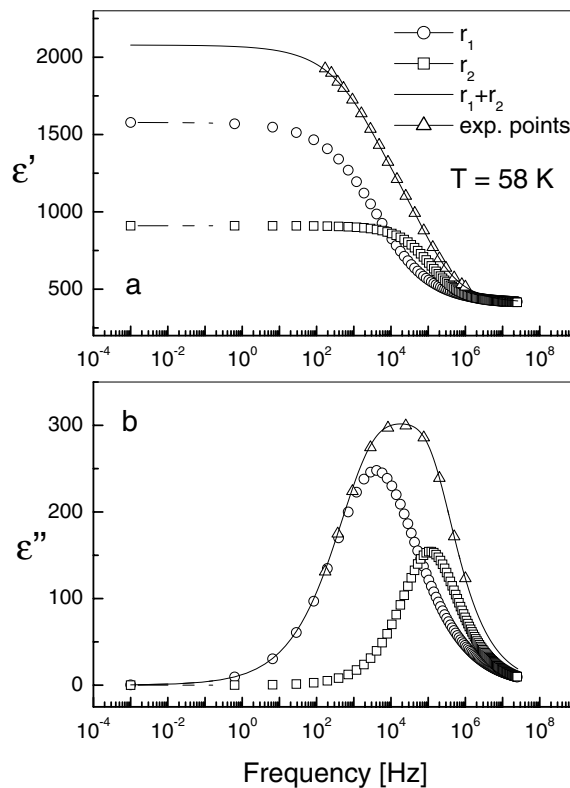 2000
1500
1000
500
ε'
a
r₁
r₂
r₁+r₂
exp. points
T = 58 K
10⁻⁴ 10⁻² 10⁰ 10² 10⁴ 10⁶ 10⁸
300
200
100
0
ε''
b
10⁻⁴ 10⁻² 10⁰ 10² 10⁴ 10⁶ 10⁸
Frequency [Hz]